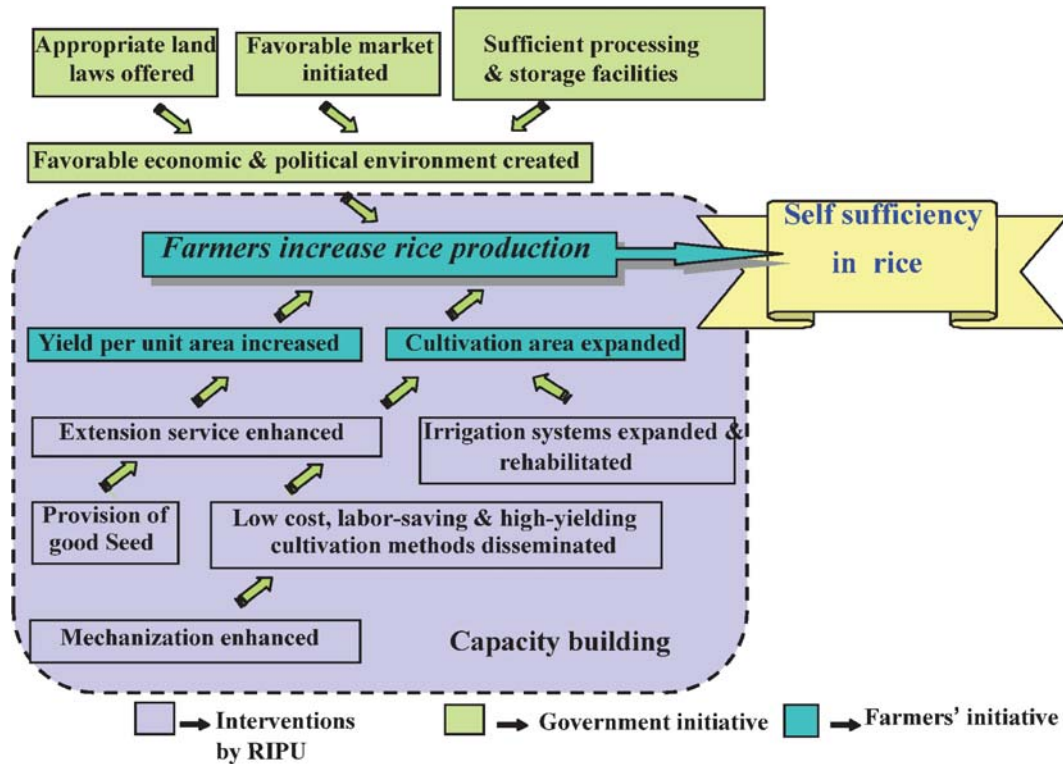 Appropriate land
laws offered
Favorable market
initiated
Sufficient processing
& storage facilities
Favorable economic & political environment created
Farmers increase rice production
Self sufficiency
in rice
Yield per unit area increased
Cultivation area expanded
Extension service enhanced
Irrigation systems expanded &
rehabilitated
Provision of
good Seed
Low cost, labor-saving & high-yielding
cultivation methods disseminated
Mechanization enhanced
Capacity building
Interventions
by RIPU
Government initiative
Farmers' initiative